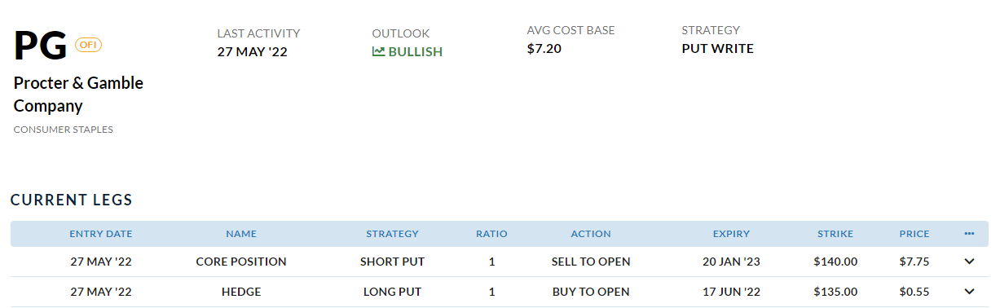 PG OFI
LAST ACTIVITY
27 MAY '22
OUTLOOK
BULLISH
AVG COST BASE
$7.20
STRATEGY
PUT WRITE
Procter & Gamble
Company
CONSUMER STAPLES
CURRENT LEGS
ENTRY DATE NAME STRATEGY RATIO ACTION EXPIRY STRIKE PRICE ...
27 MAY '22 CORE POSITION SHORT PUT 1 SELL TO OPEN 20 JAN '23 $140.00 $7.75
27 MAY '22 HEDGE LONG PUT 1 BUY TO OPEN 17 JUN '22 $135.00 $0.55